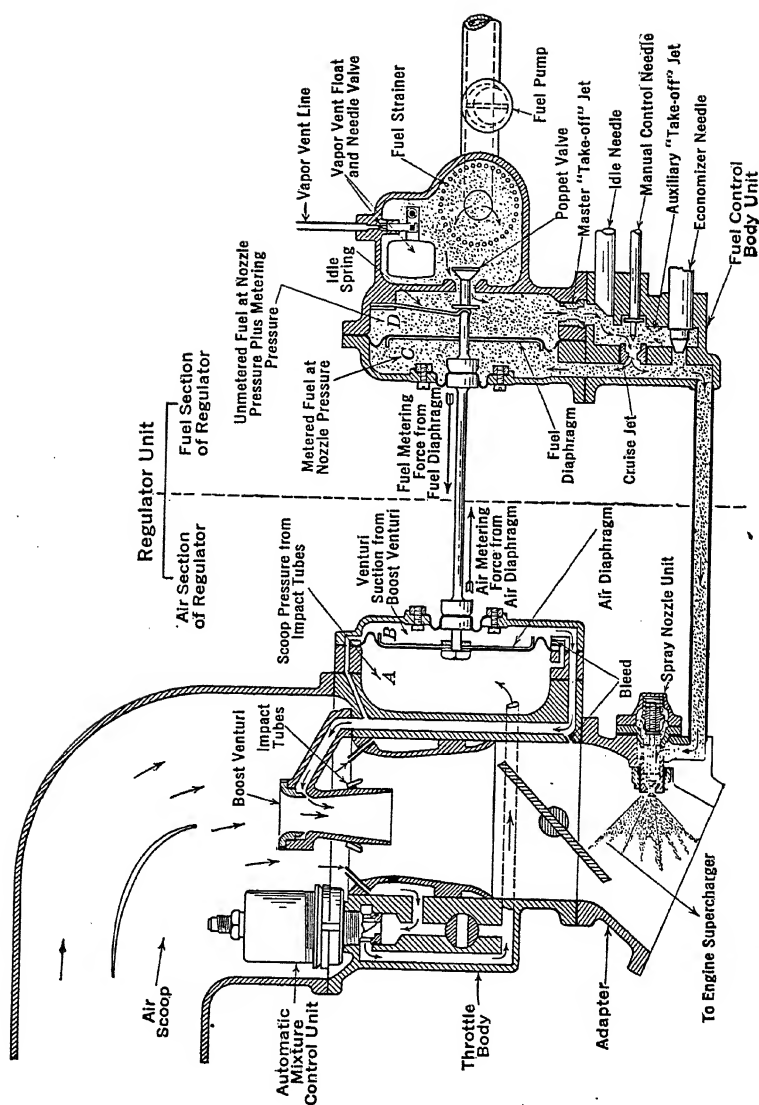 Regulator Unit
Air Section
of Regulator
Fuel Section
of Regulator
Vapor Vent Line
Vapor Vent Float
and Needle Valve
Fuel Strainer
Fuel Pump
Idle
Spring
Unmetered Fuel at Nozzle
Pressure Plus Metering
Pressure
Metered Fuel at
Nozzle Pressure
D
C
Poppet Valve
Master "Take-off" Jet
Idle Needle
Manual Control Needle
Auxiliary "Take-off" Jet
Economizer Needle
Fuel Control
Body Unit
Fuel Metering
Force from
Fuel Diaphragm
Fuel
Diaphragm
Cruise Jet
Scoop Pressure from
Impact Tubes
Venturi
Suction from
Boost Venturi
Air Metering
Force from
Air Diaphragm
Air Diaphragm
A
B
Bleed
Spray Nozzle Unit
Boost Venturi
Impact
Tubes
Air
Scoop
Automatic
Mixture
Control Unit
Throttle
Body
Adapter
To Engine Supercharger